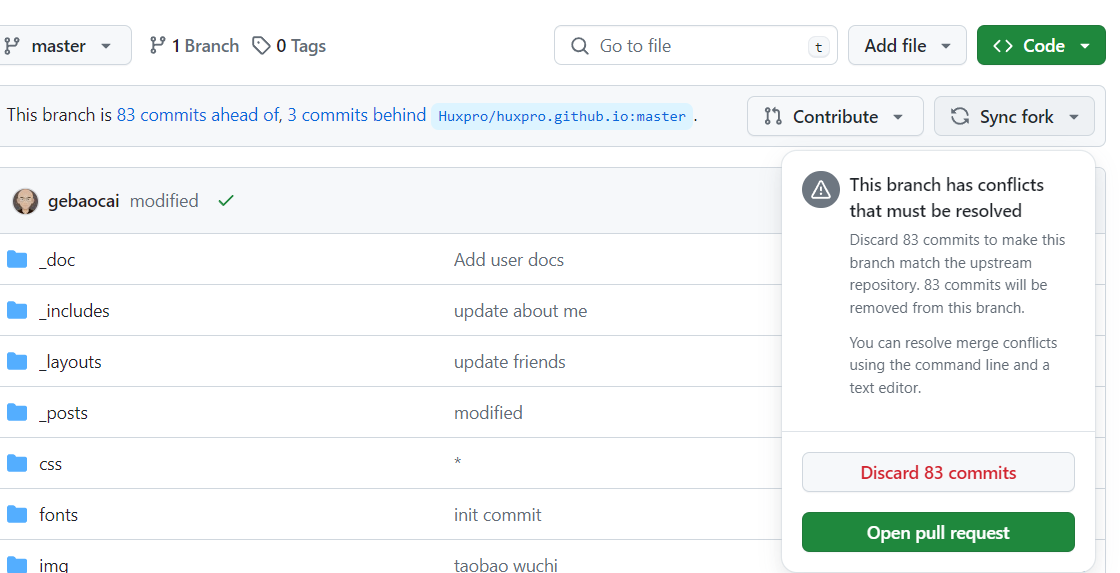 master 1 Branch 0 Tags Go to file t Add file Code
This branch is 83 commits ahead of, 3 commits behind Huxpro/huxpro.github.io:master . Contribute Sync fork
gebaocai modified
_doc Add user docs
_includes update about me
_layouts update friends
_posts modified
css *
fonts init commit
img taobao wuchi
This branch has conflicts
that must be resolved
Discard 83 commits to make this
branch match the upstream
repository. 83 commits will be
removed from this branch.
You can resolve merge conflicts
using the command line and a
text editor.
Discard 83 commits
Open pull request